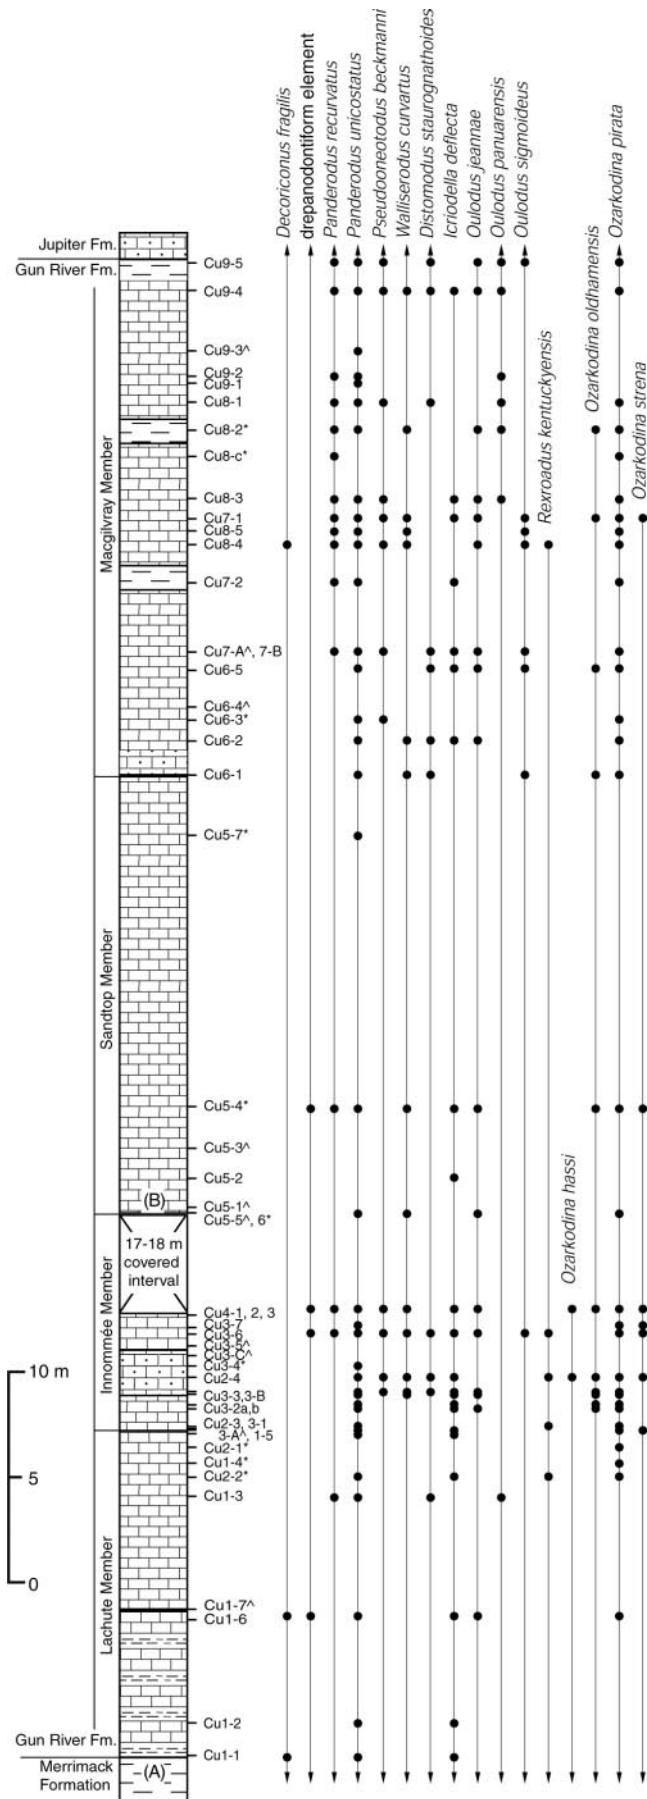 Decoriconus fragilis
drepanodontiform element
Panderodus recurvatus
Panderodus unicostatus
Pseudooneotodus beckmanni
Walliserodus curvartus
Distomodus staurognathoides
Icriodella deflecta
Oulodus jeannae
Oulodus panuarensis
Oulodus sigmoideus
Rexroadus kentuckyensis
Ozarkodina hassi
Ozarkodina oldhamensis
Ozarkodina pirata
Ozarkodina strena
Jupiter Fm.
Gun River Fm.
Macgilvray Member
Sandtop Member
Innommée Member
Lachute Member
Gun River Fm.
Merrimack
Formation
(B)
17-18 m
covered
interval
(A)
10 m
5
0
Cu9-5
Cu9-4
Cu9-3^
Cu9-2
Cu9-1
Cu8-1
Cu8-2*
Cu8-c*
Cu8-3
Cu7-1
Cu8-5
Cu8-4
Cu7-2
Cu7-A^, 7-B
Cu6-5
Cu6-4^
Cu6-3*
Cu6-2
Cu6-1
Cu5-7*
Cu5-4*
Cu5-3^
Cu5-2
Cu5-1^
Cu5-5^, 6*
Cu4-1, 2, 3
Cu3-7
Cu3-6
Cu3-5^
Cu3-C^
Cu3-4*
Cu2-4
Cu3-3,3-B
Cu3-2a,b
Cu2-3, 3-1
3-A^, 1-5
Cu2-1*
Cu1-4*
Cu2-2*
Cu1-3
Cu1-7^
Cu1-6
Cu1-2
Cu1-1